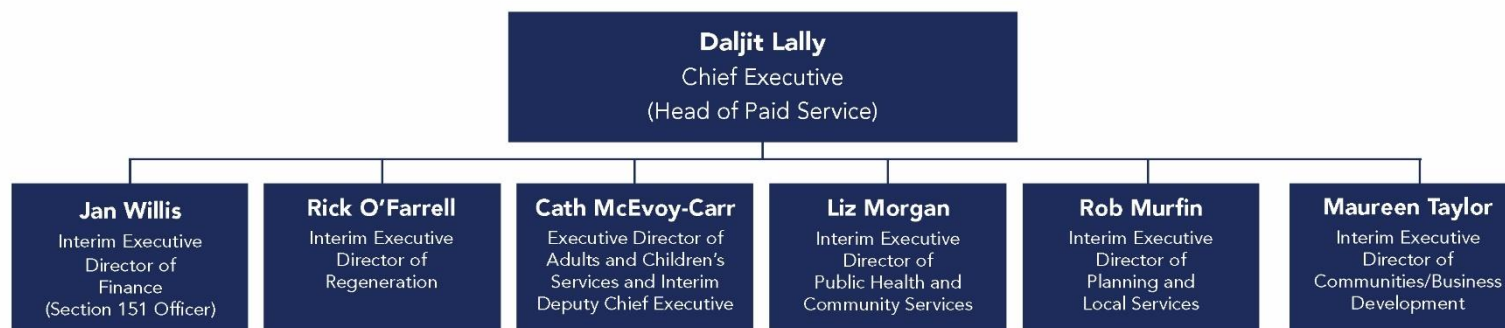 Daljit Lally
Chief Executive
(Head of Paid Service)
Jan Willis
Interim Executive
Director of
Finance
(Section 151 Officer)
Rick O’Farrell
Interim Executive
Director of
Regeneration
Cath McEvoy-Carr
Executive Director of
Adults and Children’s
Services and Interim
Deputy Chief Executive
Liz Morgan
Interim Executive
Director of
Public Health and
Community Services
Rob Murfin
Interim Executive
Director of
Planning and
Local Services
Maureen Taylor
Interim Executive
Director of
Communities/Business
Development